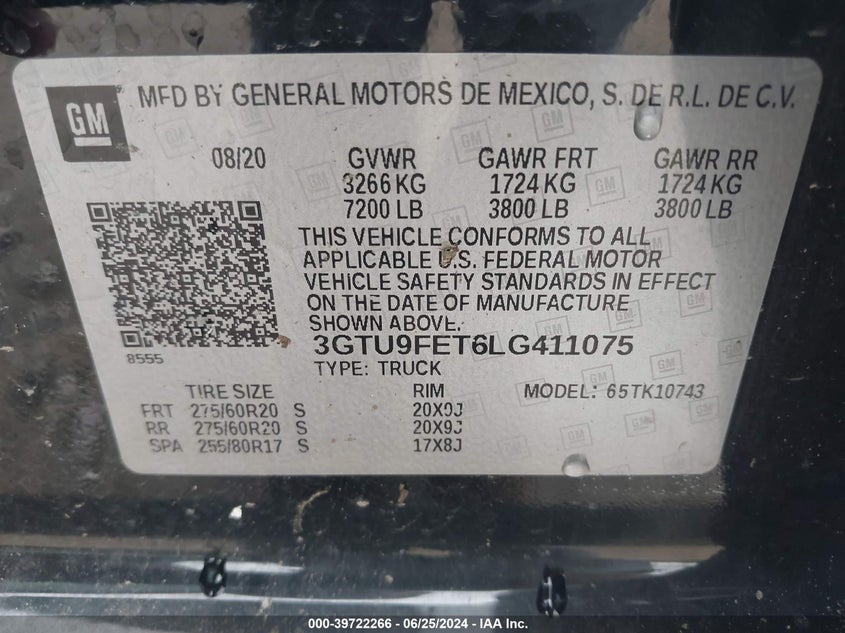 GM
MFD BY GENERAL MOTORS DE MEXICO, S. DE R.L. DE C.V.
08/20 GVWR GAWR FRT GAWR RR
3266 KG 1724 KG 1724 KG
7200 LB 3800 LB 3800 LB
THIS VEHICLE CONFORMS TO ALL
APPLICABLE U.S. FEDERAL MOTOR
VEHICLE SAFETY STANDARDS IN EFFECT
ON THE DATE OF MANUFACTURE
SHOWN ABOVE.
8555
3GTU9FET6LG411075
TYPE: TRUCK
TIRE SIZE RIM MODEL: 65TK10743
FRT 275/60R20 S 20X9J
RR 275/60R20 S 20X9J
SPA 255/80R17 S 17X8J
000-39722266 - 06/25/2024 - IAA Inc.